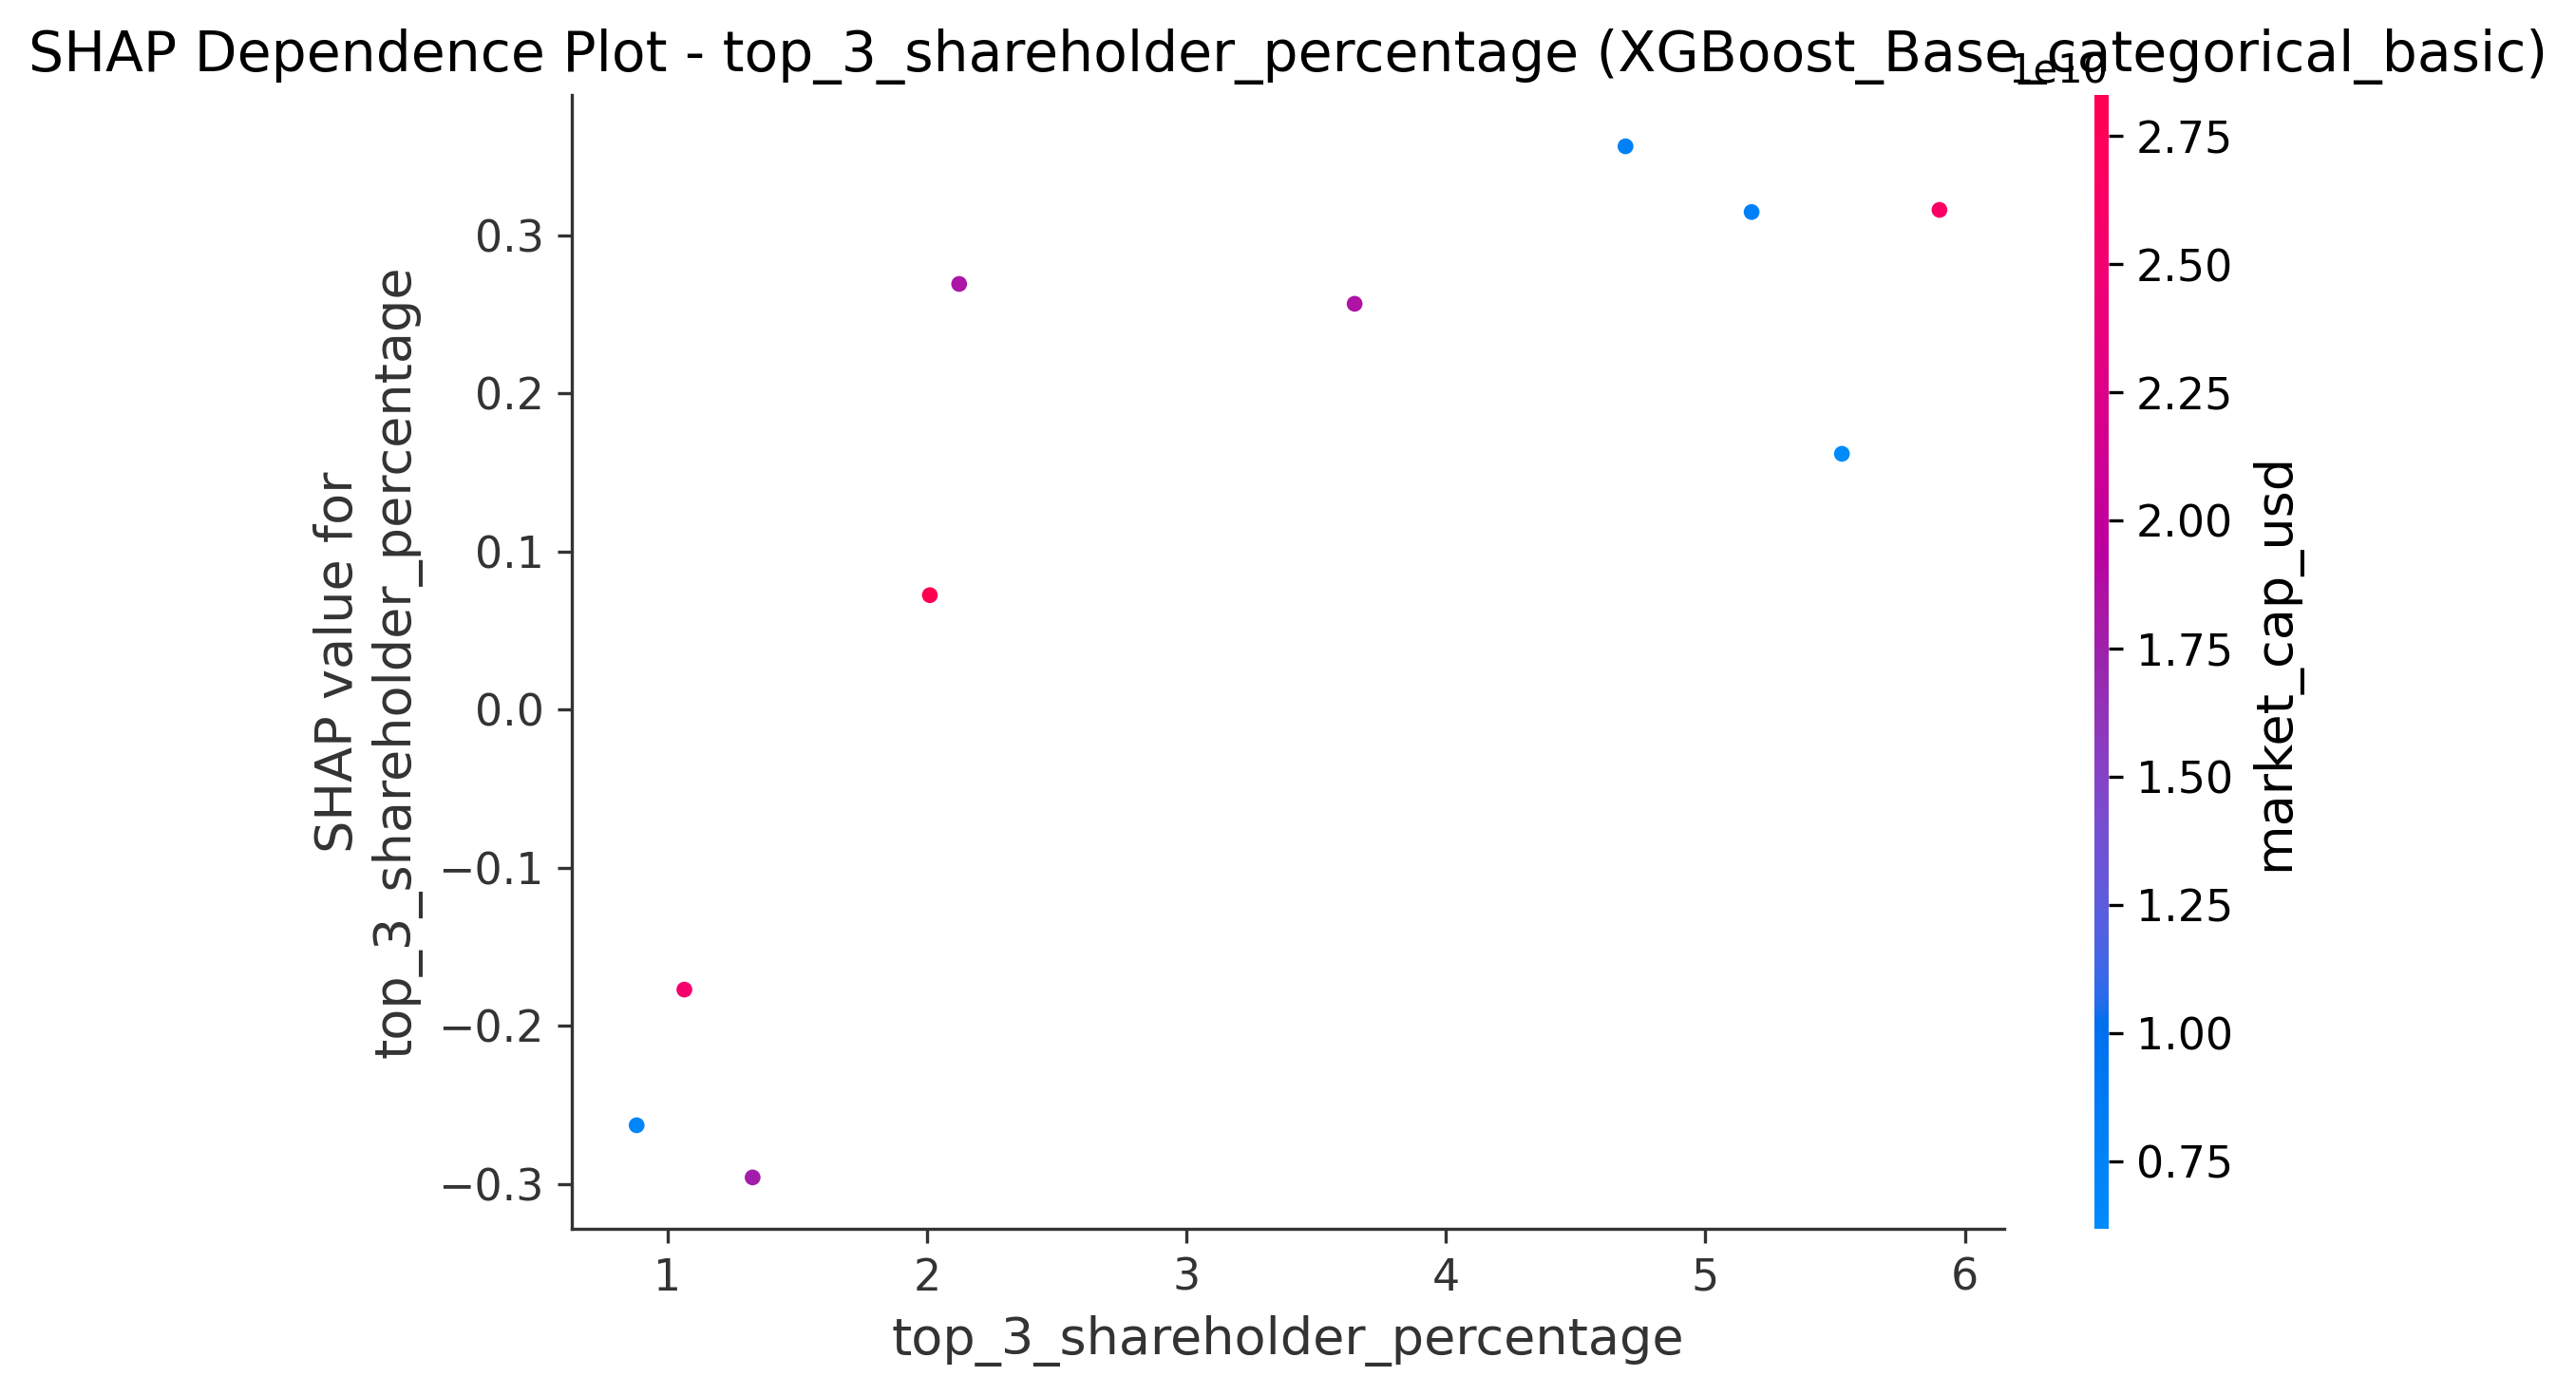 SHAP Dependence Plot - top_3_shareholder_percentage (XGBoost_Base_categorical_basic)
1e10
0.3
0.2
0.1
0.0
−0.1
−0.2
−0.3
SHAP value for
top_3_shareholder_percentage
1 2 3 4 5 6
top_3_shareholder_percentage
2.75
2.50
2.25
2.00
1.75
1.50
1.25
1.00
0.75
market_cap_usd